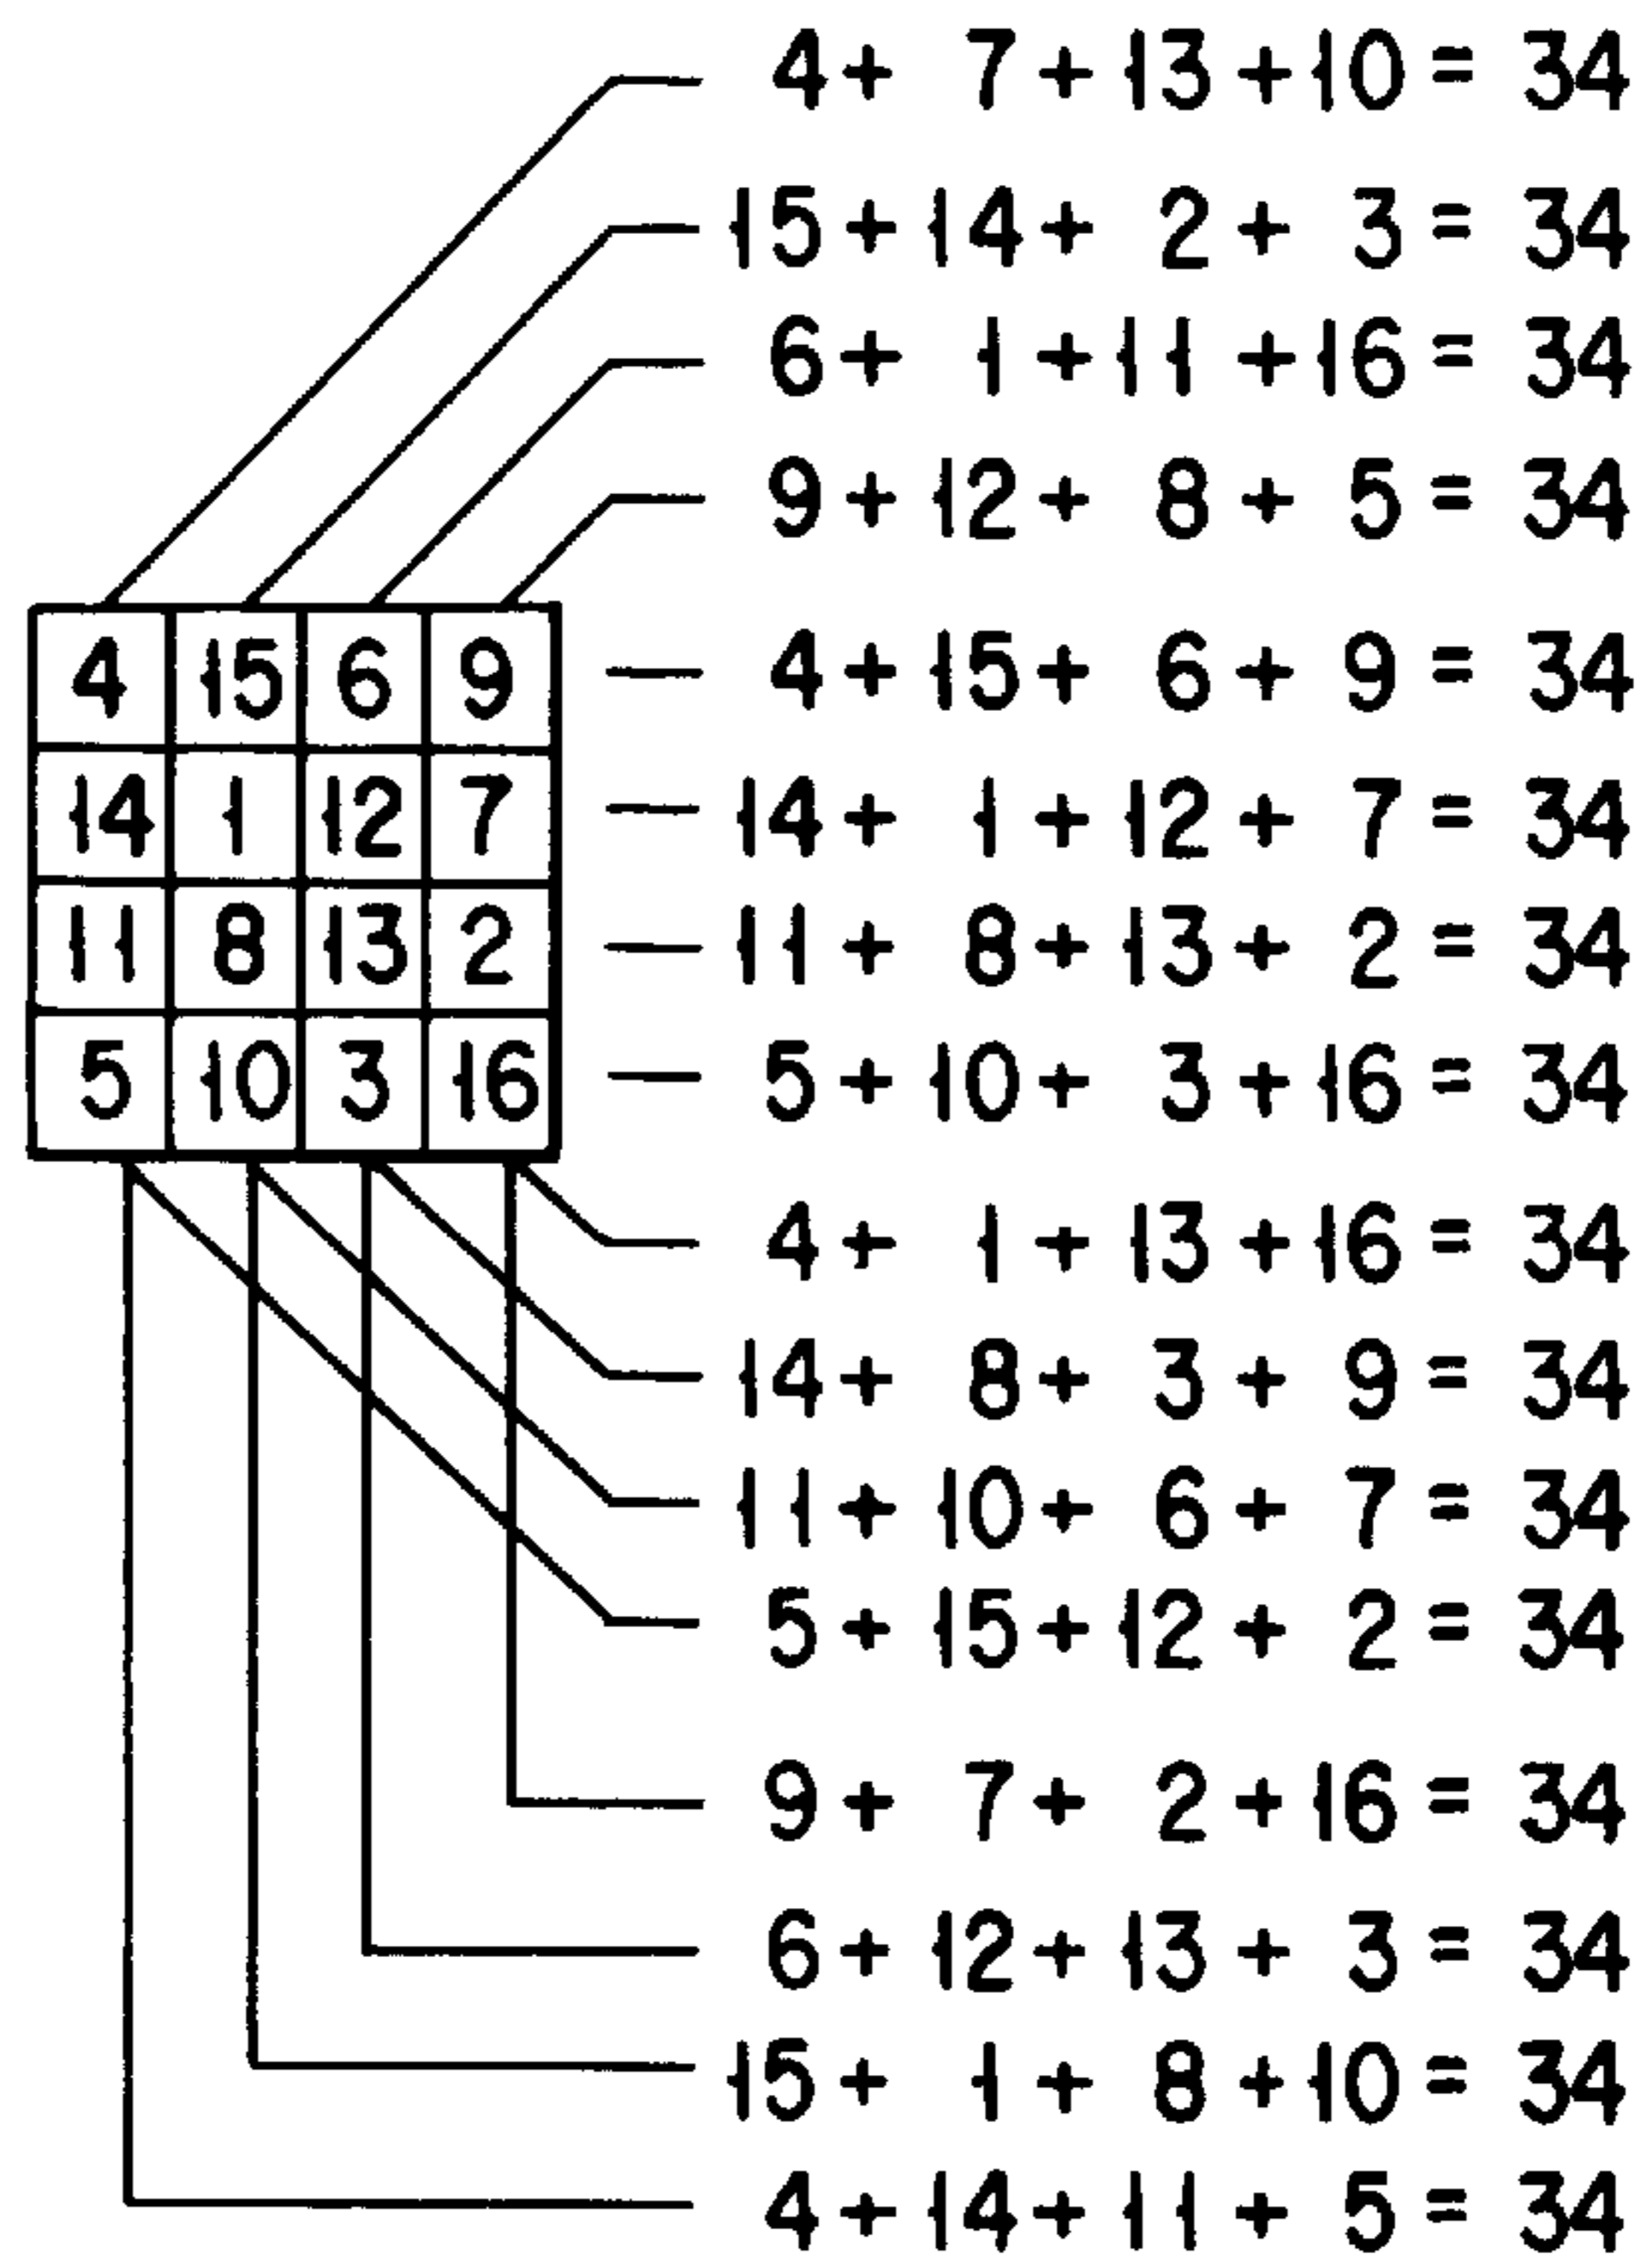 4 + 7 + 13 + 10 = 34
15 + 14 + 2 + 3 = 34
6 + 1 + 11 + 16 = 34
9 + 12 + 8 + 5 = 34
4 15 6 9 — 4 + 15 + 6 + 9 = 34
14 1 12 7 — 14 + 1 + 12 + 7 = 34
11 8 13 2 — 11 + 8 + 13 + 2 = 34
5 10 3 16 — 5 + 10 + 3 + 16 = 34
4 + 1 + 13 + 16 = 34
14 + 8 + 3 + 9 = 34
11 + 10 + 6 + 7 = 34
5 + 15 + 12 + 2 = 34
9 + 7 + 2 + 16 = 34
6 + 12 + 13 + 3 = 34
15 + 1 + 8 + 10 = 34
4 + 14 + 11 + 5 = 34